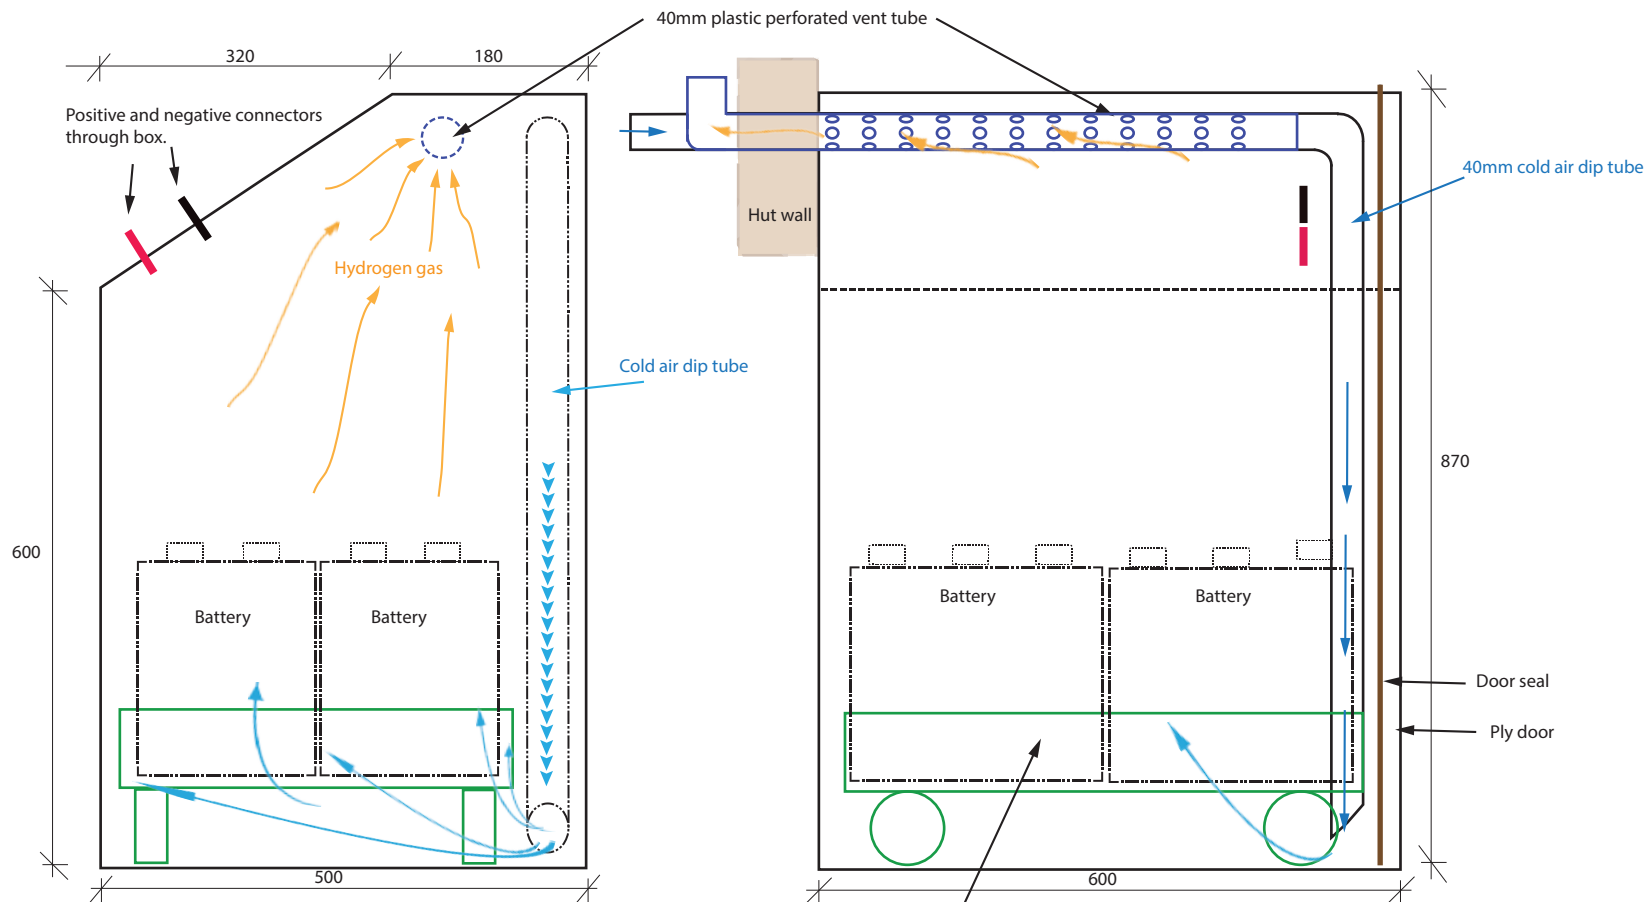 40mm plastic perforated vent tube
320
180
Positive and negative connectors
through box.
40mm cold air dip tube
Hut wall
Hydrogen gas
Cold air dip tube
870
600
Battery
Battery
Battery
Battery
Door seal
Ply door
500
600